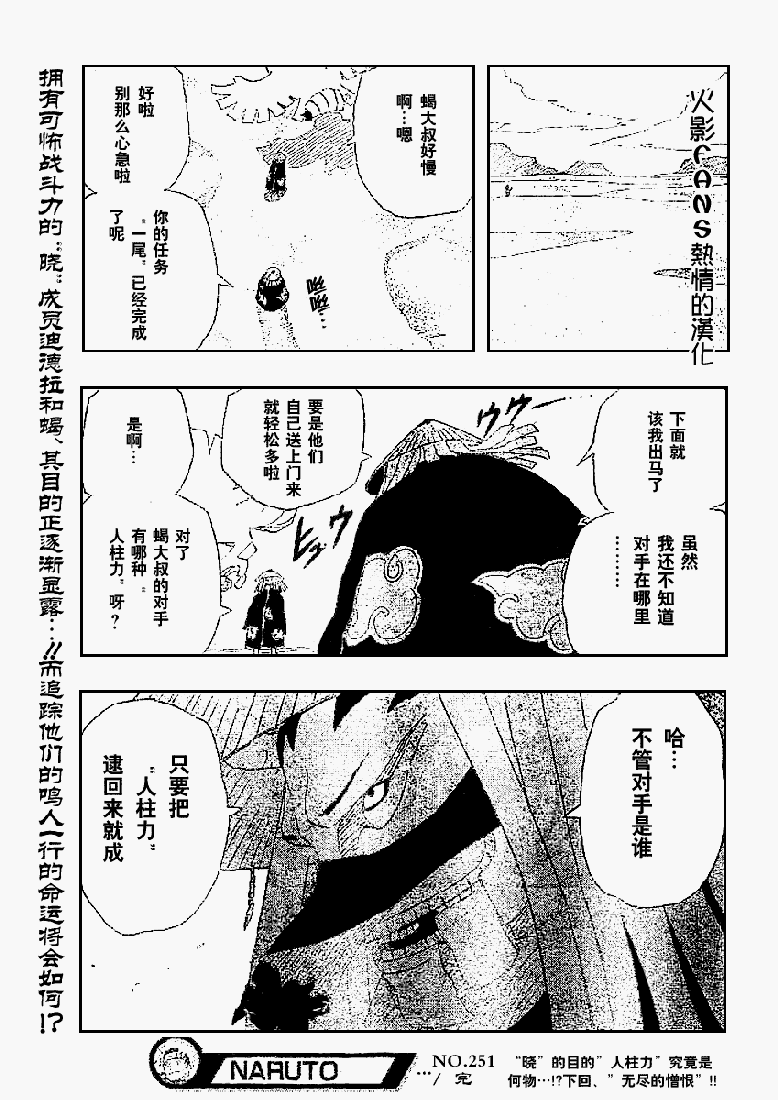 火影FANS熱情的漢化
蝎大叔好慢
啊…嗯
好啦
别那么心急啦
你的任务
“一尾”已经完成
了呢
下面就
该我出马了
虽然
我还不知道
对手在哪里
………
ウウ
ヒュウ
要是他们
自己送上门来
就轻松多啦
是啊…
对了
蝎大叔的对手
有哪种“
人柱力”呀？
哈…
不管对手是谁
只要把
“人柱力”
逮回来就成
拥有可怖战斗力的“晓”成员迪德拉和蝎、其目的正逐渐显露…!!而追踪他们的鸣人一行的命运将会如何!?
NARUTO
NO.251
…/完
“晓”的目的“人柱力”究竟是
何物…!?下回、“无尽的憎恨”!!